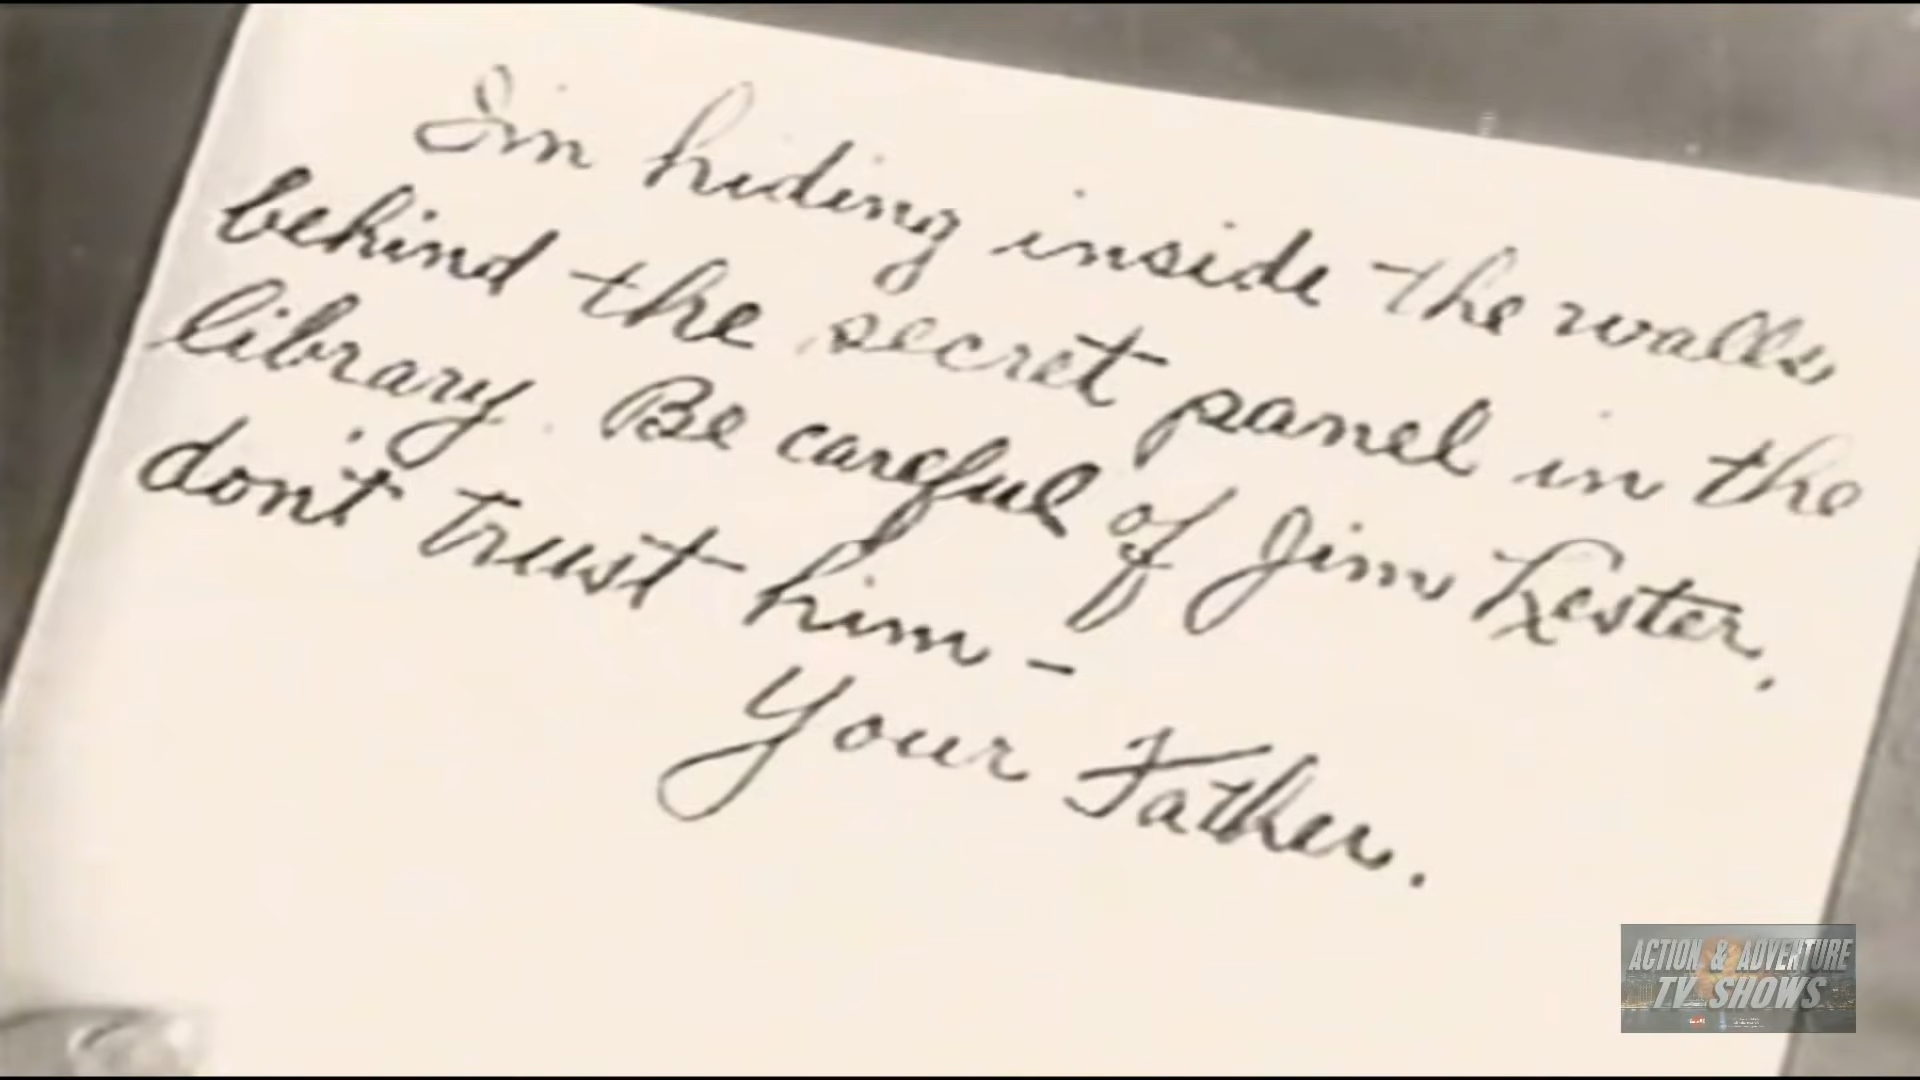 I'm hiding inside the walls
behind the secret panel in the
library. Be careful of Jim Lester,
don't trust him -
Your Father.
ACTION & ADVENTURE
TV SHOWS